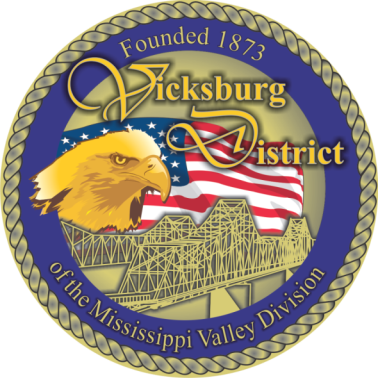 Founded 1873
Vicksburg
District
of the Mississippi Valley Division